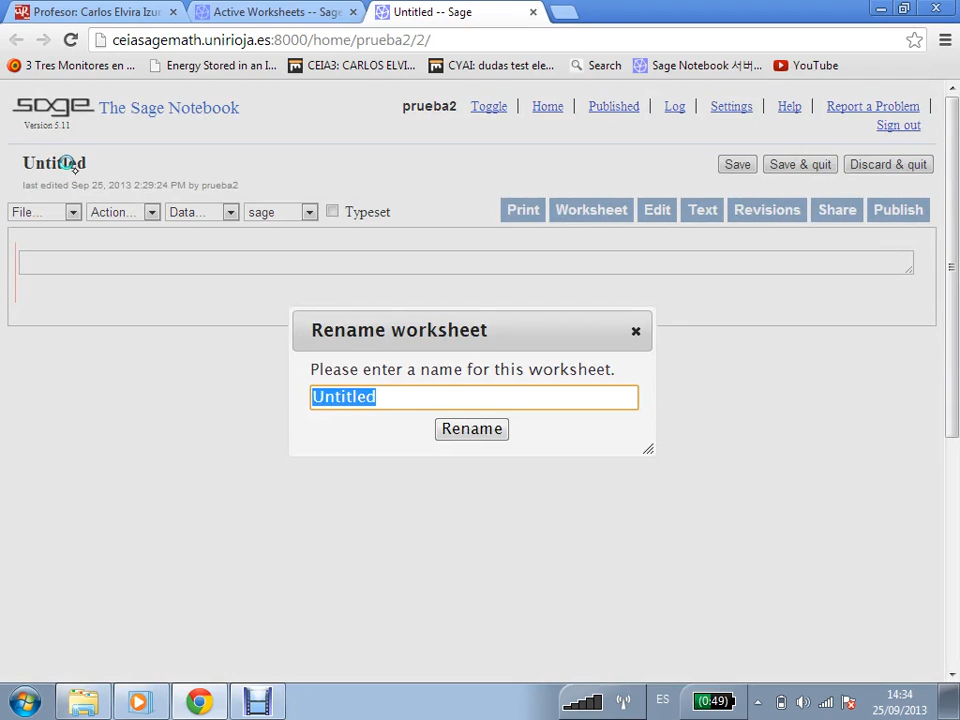 Profesor: Carlos Elvira Izur
Active Worksheets -- Sage
Untitled -- Sage
ceiasagemath.unirioja.es:8000/home/prueba2/2/
3 Tres Monitores en ...
Energy Stored in an I...
CEIA3: CARLOS ELVI...
CYAI: dudas test ele...
Search
Sage Notebook 서버...
YouTube
sage The Sage Notebook
Version 5.11
prueba2 Toggle | Home | Published | Log | Settings | Help | Report a Problem |
Sign out
Untitled
Save Save & quit Discard & quit
last edited Sep 25, 2013 2:29:24 PM by prueba2
File... Action... Data... sage Typeset
Print Worksheet Edit Text Revisions Share Publish
Rename worksheet
Please enter a name for this worksheet.
Untitled
Rename
ES
(0:49)
14:34
25/09/2013